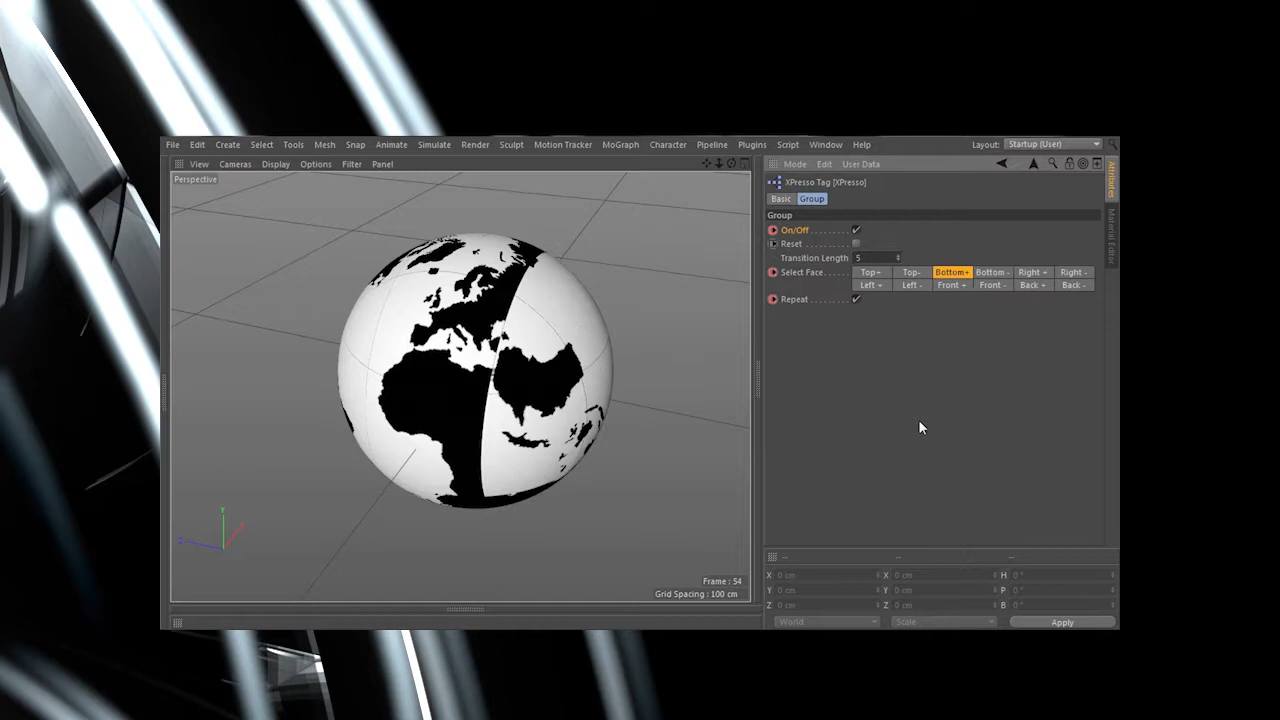 File Edit Create Select Tools Mesh Snap Animate Simulate Render Sculpt Motion Tracker MoGraph Character Pipeline Plugins Script Window Help Layout: Startup (User)
View Cameras Display Options Filter Panel
Perspective
Y
Z
Frame : 54
Grid Spacing : 100 cm
Mode Edit User Data
XPresso Tag [XPresso]
Basic Group
Group
On/Off
Reset
Transition Length 5
Select Face Top+ Top- Bottom+ Bottom - Right + Right -
Left + Left - Front + Front - Back + Back -
Repeat
Attributes
Material Editor
-- -- --
X 0 cm X 0 cm H 0 °
Y 0 cm Y 0 cm P 0 °
Z 0 cm Z 0 cm B 0 °
World Scale Apply